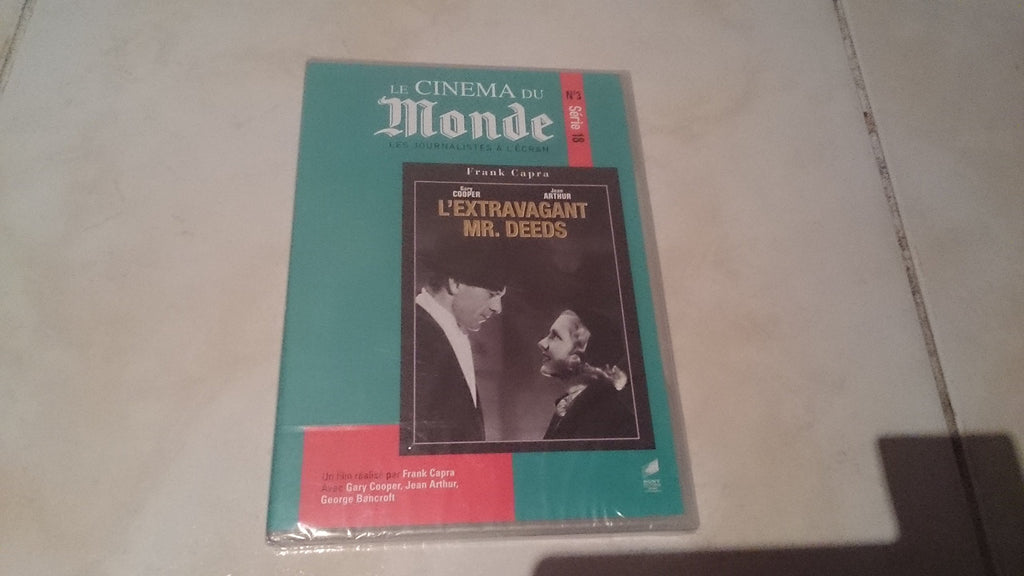 LE CINEMA DU
Monde
LES JOURNALISTES À L'ÉCRAN
N°3 Série 18
Frank Capra
Gary COOPER
Jean ARTHUR
L'EXTRAVAGANT
MR. DEEDS
Un film réalisé par Frank Capra
Avec Gary Cooper, Jean Arthur,
George Bancroft
SONY